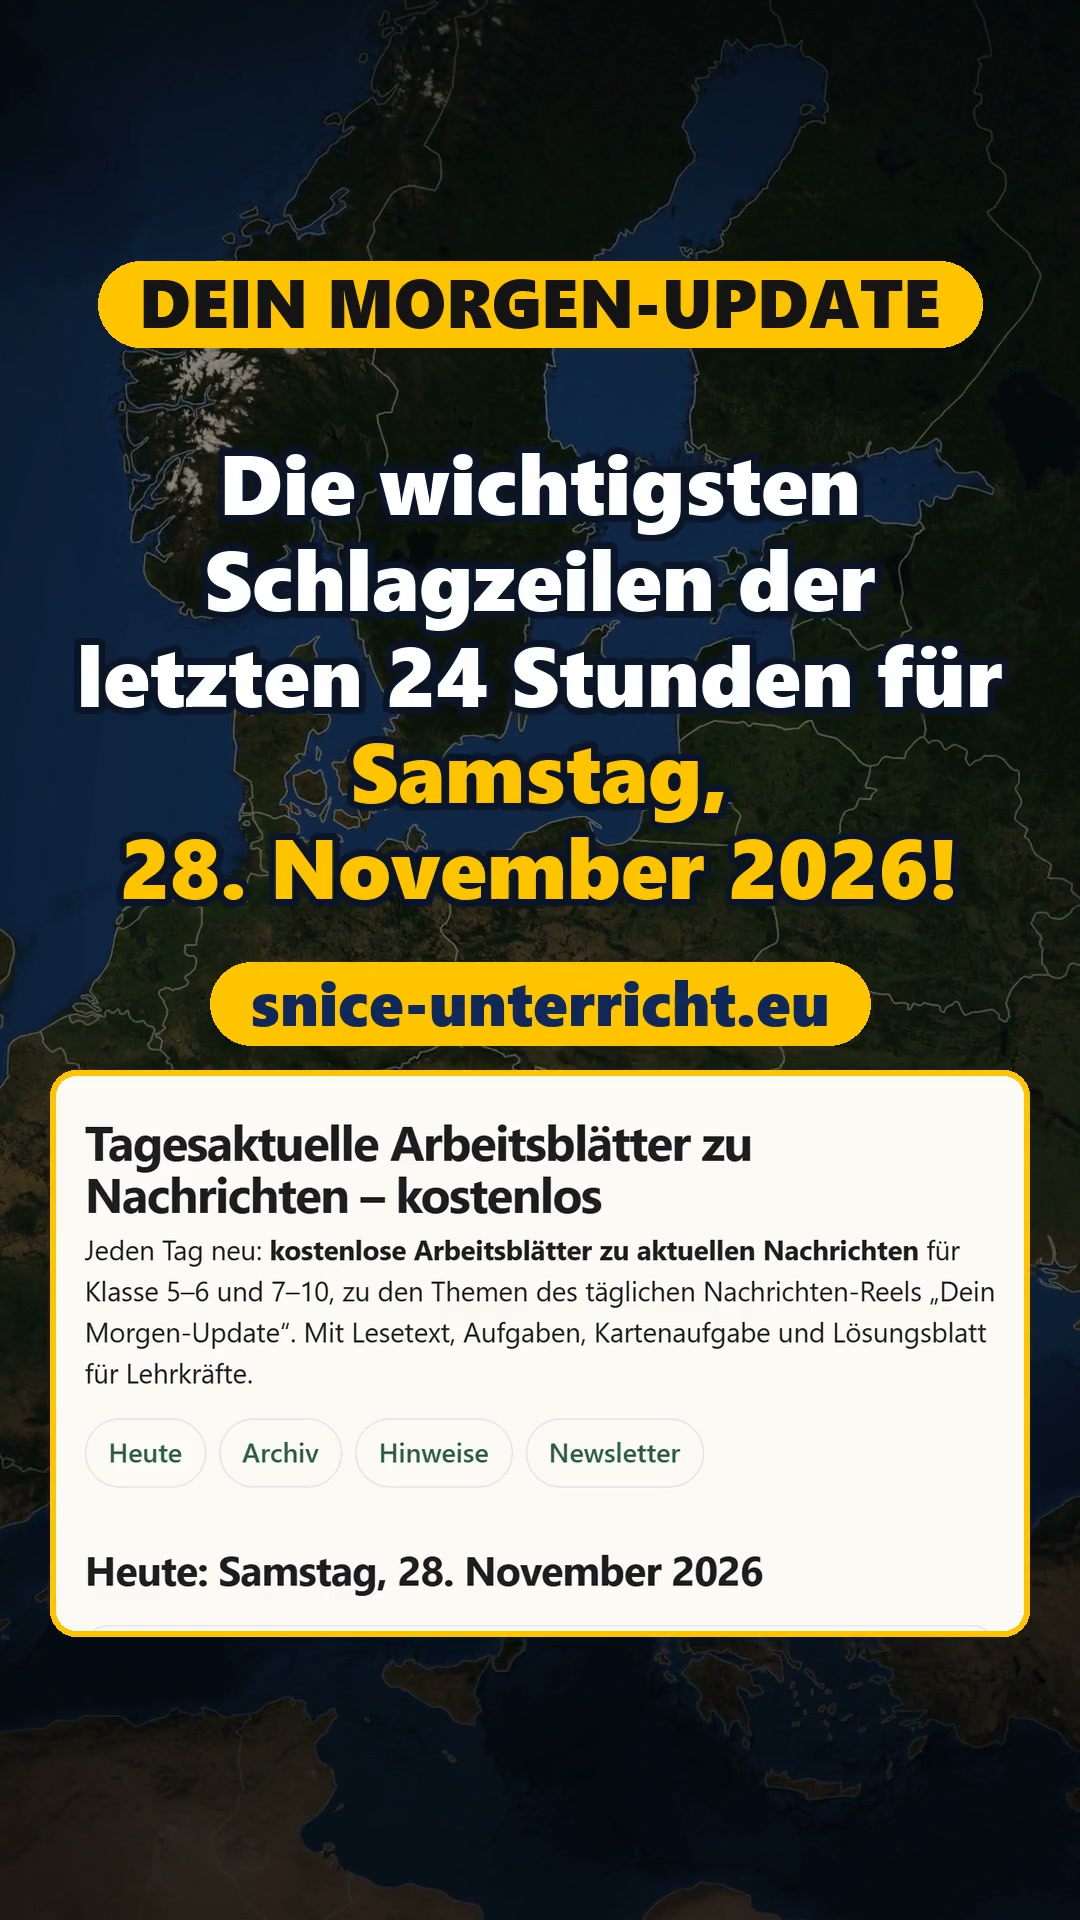 DEIN MORGEN-UPDATE
Die wichtigsten
Schlagzeilen der
letzten 24 Stunden für
Samstag,
28. November 2026!
snice-unterricht.eu
Tagesaktuelle Arbeitsblätter zu
Nachrichten – kostenlos
Jeden Tag neu: kostenlose Arbeitsblätter zu aktuellen Nachrichten für
Klasse 5–6 und 7–10, zu den Themen des täglichen Nachrichten-Reels „Dein
Morgen-Update“. Mit Lesetext, Aufgaben, Kartenaufgabe und Lösungsblatt
für Lehrkräfte.
Heute Archiv Hinweise Newsletter
Heute: Samstag, 28. November 2026